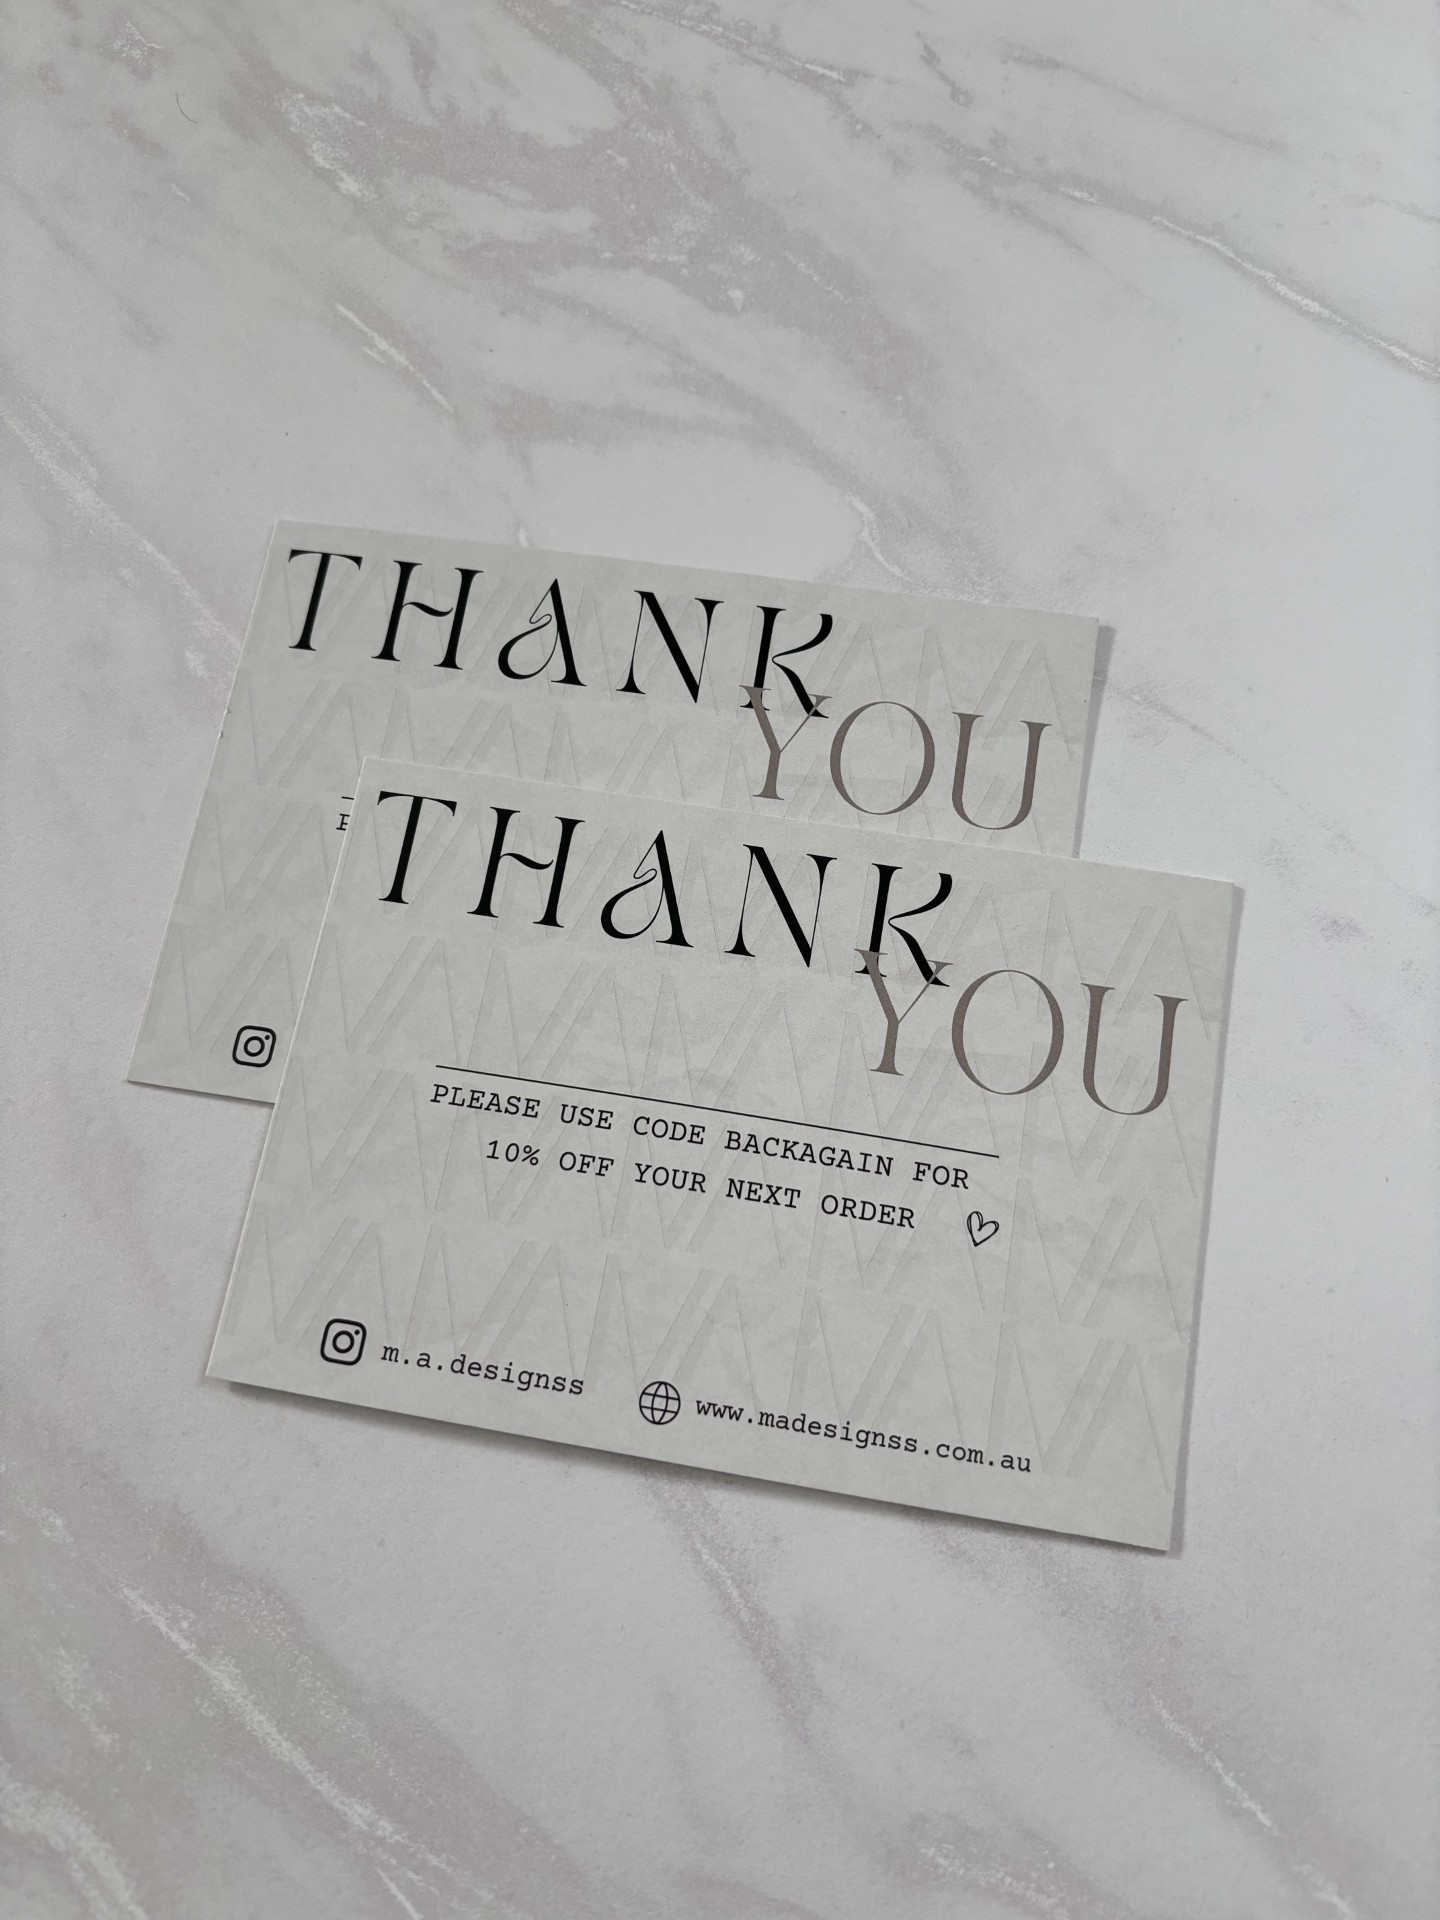 THANK
YOU
P
THANK
YOU
PLEASE USE CODE BACKAGAIN FOR
10% OFF YOUR NEXT ORDER
m.a.designss
www.madesignss.com.au